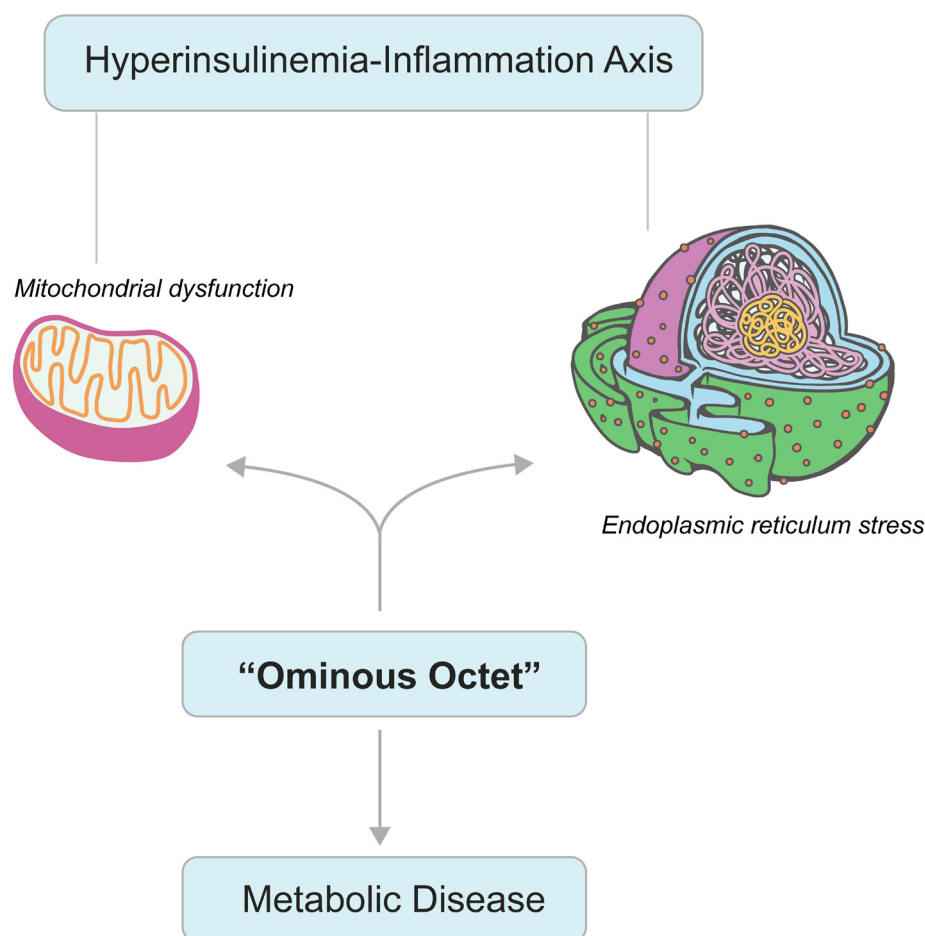 Hyperinsulinemia-Inflammation Axis
Mitochondrial dysfunction
Endoplasmic reticulum stress
“Ominous Octet”
Metabolic Disease